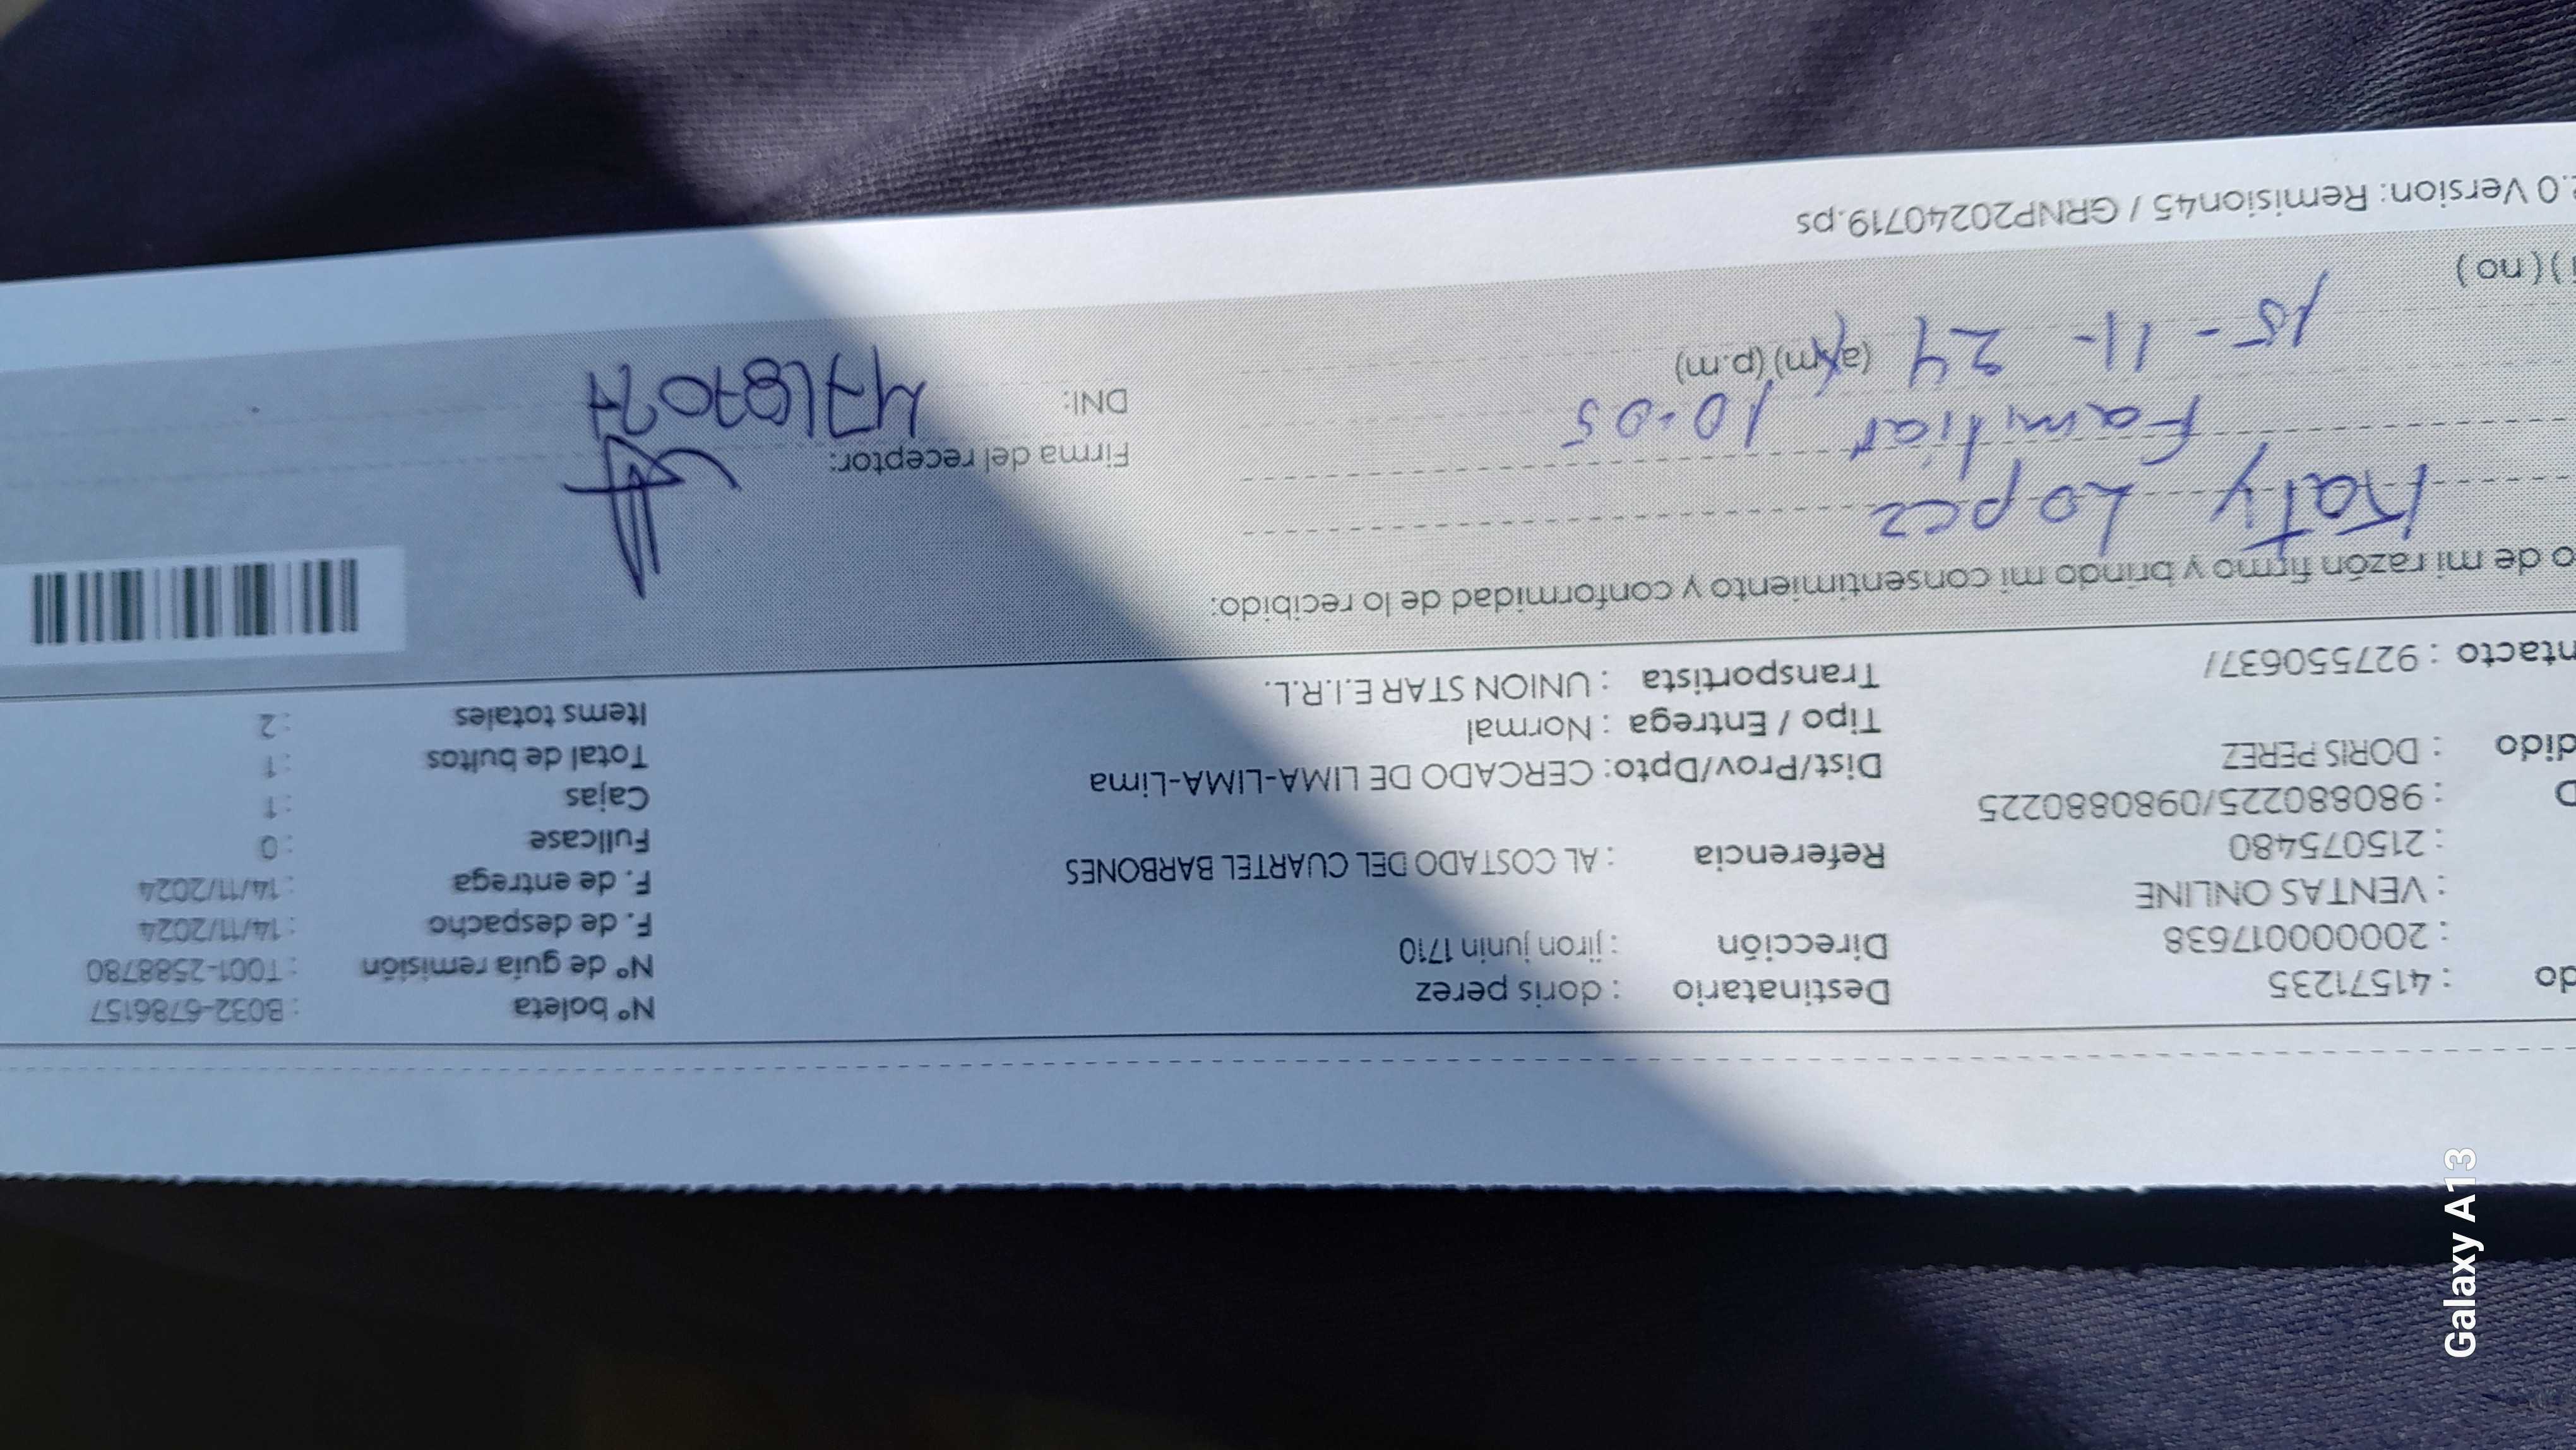 do : 41571235
: 20000017638
: VENTAS ONLINE
: 215075480
D : 980880225/0980880225
dido : DORIS PEREZ
ntacto : 927550637/
Destinatario : doris perez
Dirección : jiron junin 1710
Referencia : AL COSTADO DEL CUARTEL BARBONES
Dist/Prov/Dpto: CERCADO DE LIMA-LIMA-Lima
Tipo / Entrega : Normal
Transportista : UNION STAR E.I.R.L.
N° boleta : B032-6786157
N° de guía remisión : T001-2588780
F. de despacho : 14/11/2024
F. de entrega : 14/11/2024
Fullcase : 0
Cajas : 1
Total de bultos : 1
Items totales : 2
o de mi razón firmo y brindo mi consentimiento y conformidad de lo recibido:
Katy Lopez
Familiar 10.05
15-11-24 (a.m) (p.m)
)(no)
Firma del receptor:
DNI:
.0 Version: Remision45 / GRNP20240719.ps
Galaxy A13